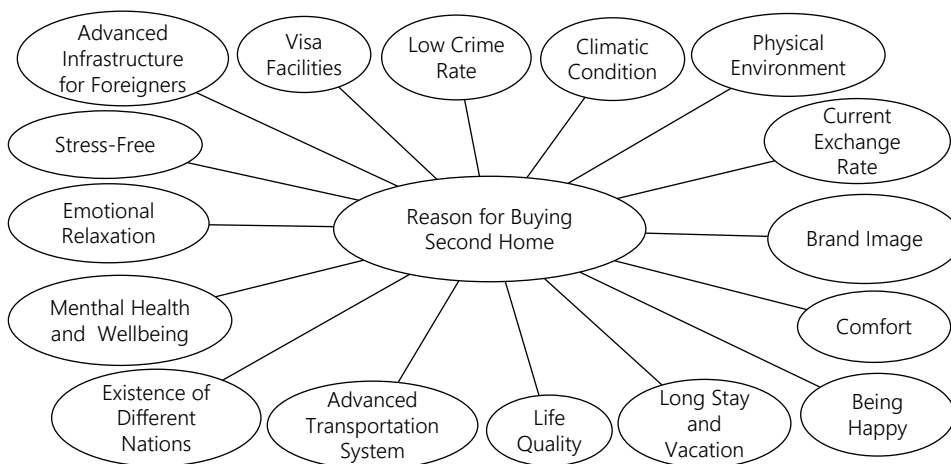 Advanced
Infrastructure
for Foreigners
Visa
Facilities
Low Crime
Rate
Climatic
Condition
Physical
Environment
Stress-Free
Current
Exchange
Rate
Reason for Buying
Second Home
Emotional
Relaxation
Brand Image
Menthal Health
and Wellbeing
Comfort
Existence of
Different
Nations
Advanced
Transportation
System
Life
Quality
Long Stay
and
Vacation
Being
Happy